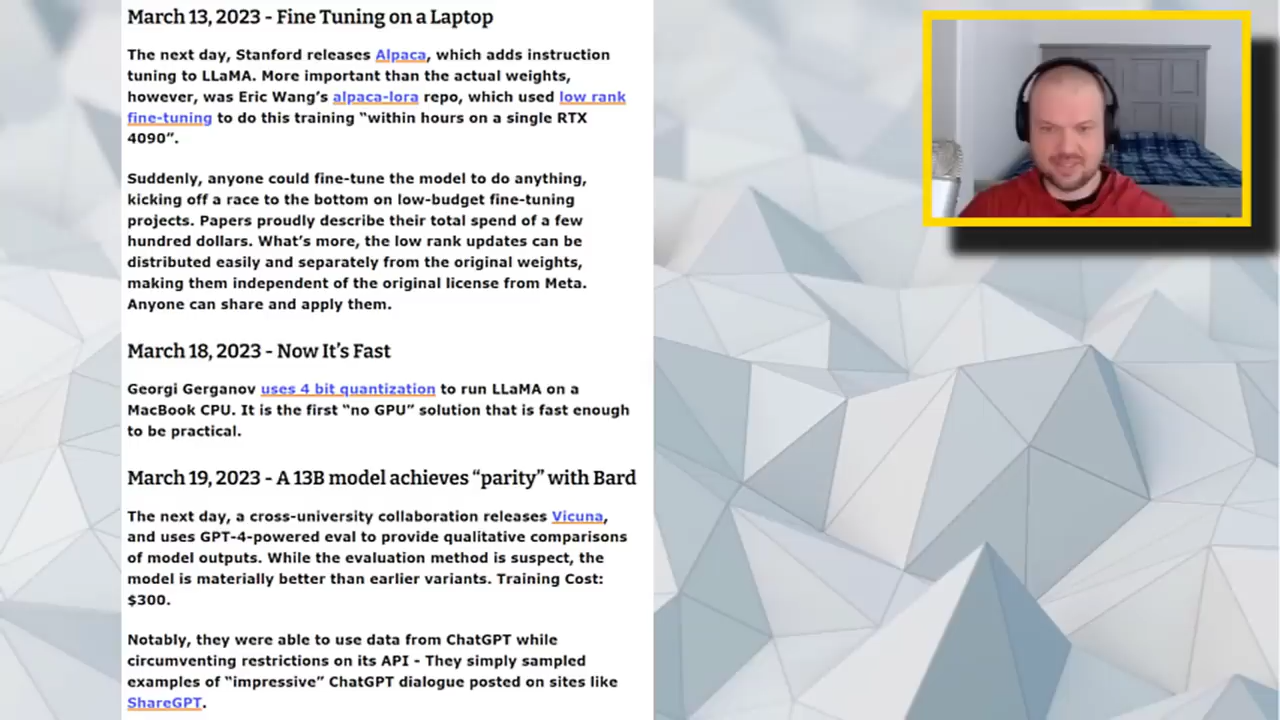 March 13, 2023 - Fine Tuning on a Laptop
The next day, Stanford releases Alpaca, which adds instruction
tuning to LLaMA. More important than the actual weights,
however, was Eric Wang's alpaca-lora repo, which used low rank
fine-tuning to do this training “within hours on a single RTX
4090”.
Suddenly, anyone could fine-tune the model to do anything,
kicking off a race to the bottom on low-budget fine-tuning
projects. Papers proudly describe their total spend of a few
hundred dollars. What's more, the low rank updates can be
distributed easily and separately from the original weights,
making them independent of the original license from Meta.
Anyone can share and apply them.
March 18, 2023 - Now It's Fast
Georgi Gerganov uses 4 bit quantization to run LLaMA on a
MacBook CPU. It is the first “no GPU” solution that is fast enough
to be practical.
March 19, 2023 - A 13B model achieves “parity” with Bard
The next day, a cross-university collaboration releases Vicuna,
and uses GPT-4-powered eval to provide qualitative comparisons
of model outputs. While the evaluation method is suspect, the
model is materially better than earlier variants. Training Cost:
$300.
Notably, they were able to use data from ChatGPT while
circumventing restrictions on its API - They simply sampled
examples of “impressive” ChatGPT dialogue posted on sites like
ShareGPT.